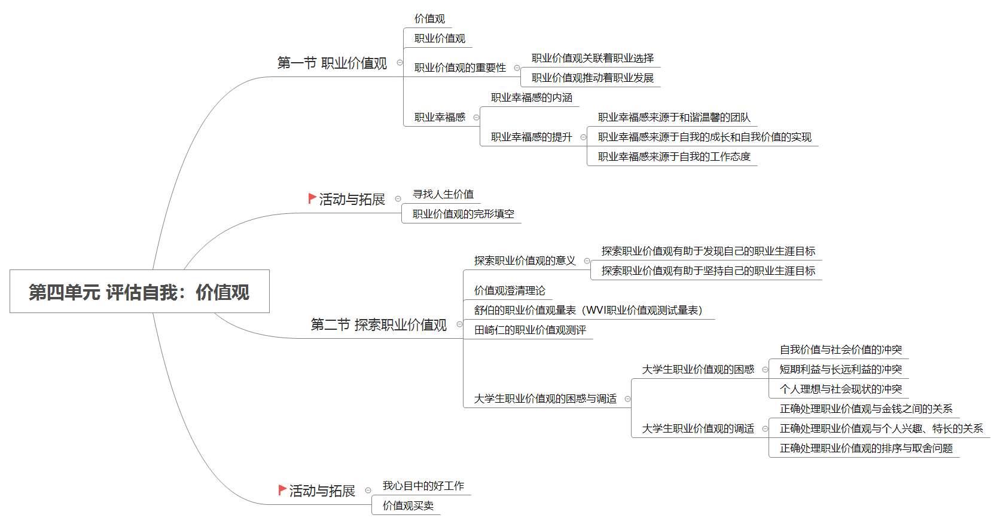 第四单元 评估自我：价值观
第一节 职业价值观
价值观
职业价值观
职业价值观的重要性
职业价值观关联着职业选择
职业价值观推动着职业发展
职业幸福感
职业幸福感的内涵
职业幸福感的提升
职业幸福感来源于和谐温馨的团队
职业幸福感来源于自我的成长和自我价值的实现
职业幸福感来源于自我的工作态度
活动与拓展
寻找人生价值
职业价值观的完形填空
第二节 探索职业价值观
探索职业价值观的意义
探索职业价值观有助于发现自己的职业生涯目标
探索职业价值观有助于坚持自己的职业生涯目标
价值观澄清理论
舒伯的职业价值观量表（WVI职业价值观测试量表）
田崎仁的职业价值观测评
大学生职业价值观的困惑与调适
大学生职业价值观的困惑
自我价值与社会价值的冲突
短期利益与长远利益的冲突
个人理想与社会现状的冲突
大学生职业价值观的调适
正确处理职业价值观与金钱之间的关系
正确处理职业价值观与个人兴趣、特长的关系
正确处理职业价值观的排序与取舍问题
活动与拓展
我心目中的好工作
价值观买卖